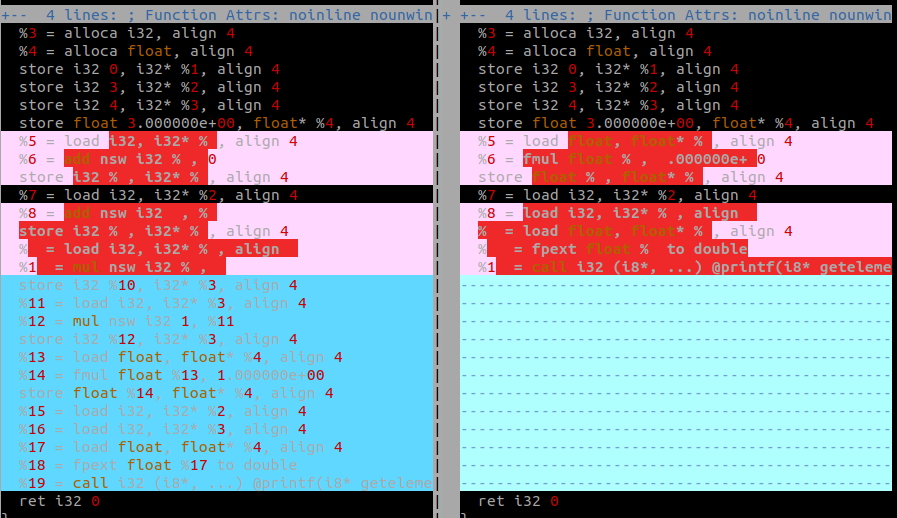 +-- 4 lines: ; Function Attrs: noinline nounwin
%3 = alloca i32, align 4
%4 = alloca float, align 4
store i32 0, i32* %1, align 4
store i32 3, i32* %2, align 4
store i32 4, i32* %3, align 4
store float 3.000000e+00, float* %4, align 4
%5 = load i32, i32* % , align 4
%6 = add nsw i32 % , 0
store i32 % , i32* % , align 4
%7 = load i32, i32* %2, align 4
%8 = add nsw i32  , %
store i32 % , i32* % , align 4
%  = load i32, i32* % , align
%1  = mul nsw i32 % ,
store i32 %10, i32* %3, align 4
%11 = load i32, i32* %3, align 4
%12 = mul nsw i32 1, %11
store i32 %12, i32* %3, align 4
%13 = load float, float* %4, align 4
%14 = fmul float %13, 1.000000e+00
store float %14, float* %4, align 4
%15 = load i32, i32* %2, align 4
%16 = load i32, i32* %3, align 4
%17 = load float, float* %4, align 4
%18 = fpext float %17 to double
%19 = call i32 (i8*, ...) @printf(i8* geteleme
ret i32 0
}
+ +-- 4 lines: ; Function Attrs: noinline nounwin
%3 = alloca i32, align 4
%4 = alloca float, align 4
store i32 0, i32* %1, align 4
store i32 3, i32* %2, align 4
store i32 4, i32* %3, align 4
store float 3.000000e+00, float* %4, align 4
%5 = load float, float* % , align 4
%6 = fmul float % ,  .000000e+ 0
store float % , float* % , align 4
%7 = load i32, i32* %2, align 4
%8 = load i32, i32* % , align
%  = load float, float* % , align 4
%  = fpext float %  to double
%1  = call i32 (i8*, ...) @printf(i8* geteleme
ret i32 0
}